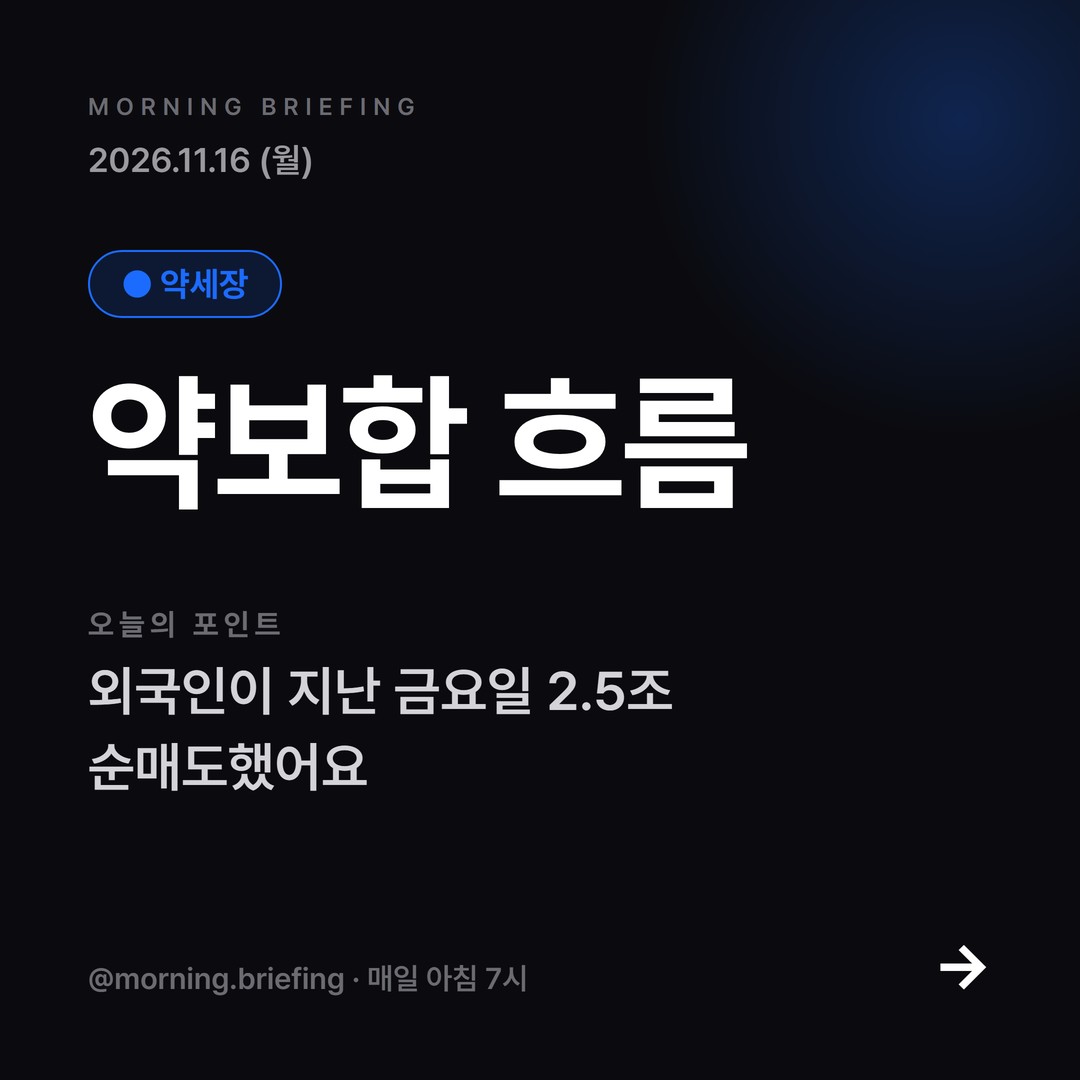 MORNING BRIEFING
2026.11.16 (월)
약세장
약보합 흐름
오늘의 포인트
외국인이 지난 금요일 2.5조
순매도했어요
@morning.briefing · 매일 아침 7시